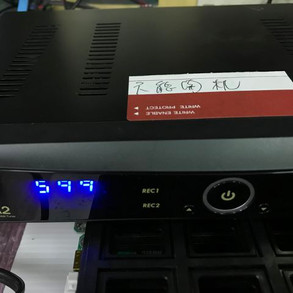 不能開机
WRITE PROTECT
WRITE ENABLE
599
REC1
REC2